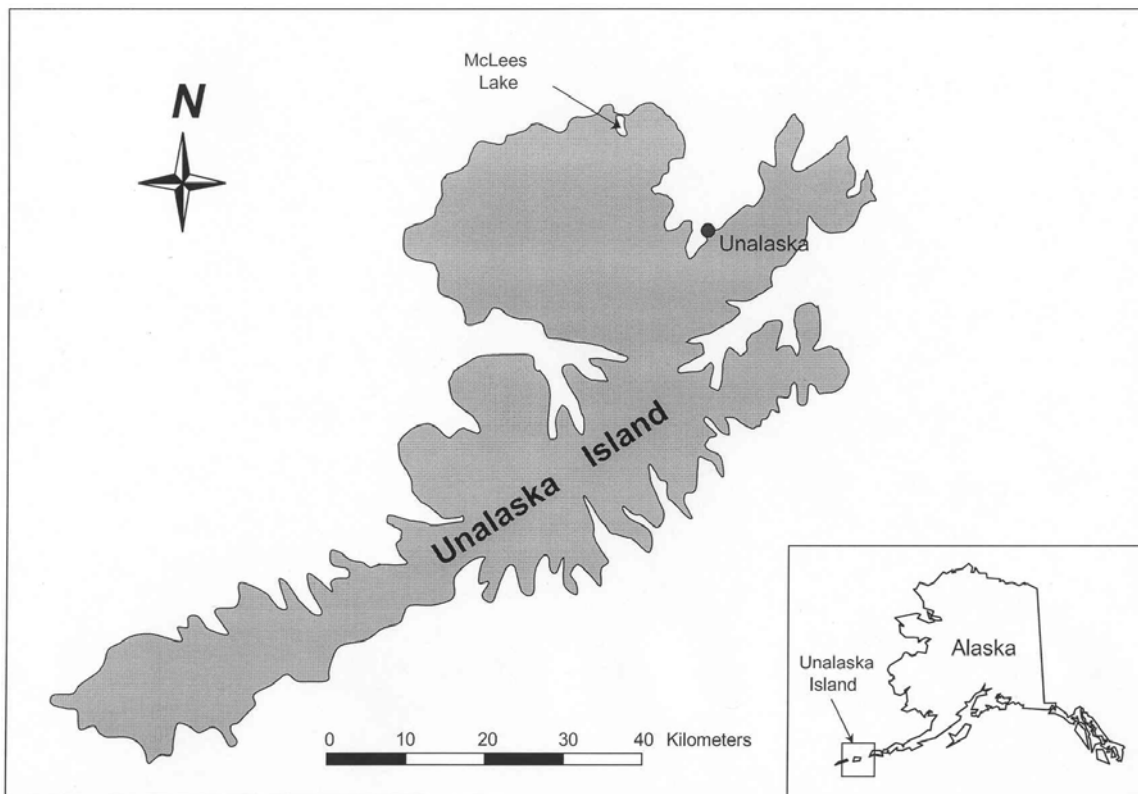 McLees
Lake
N
Unalaska
Unalaska Island
Alaska
Unalaska
Island
0 10 20 30 40 Kilometers